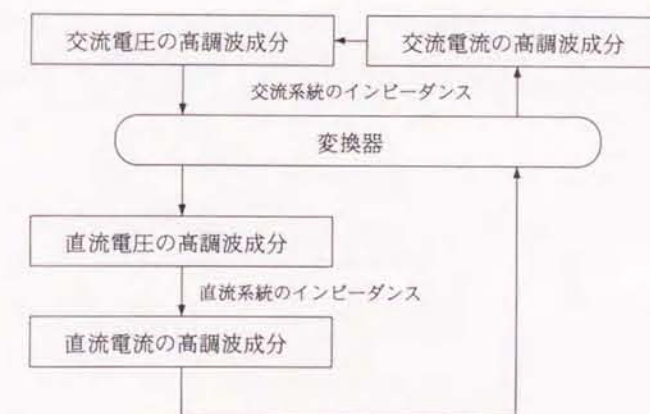 交流電圧の高調波成分
交流電流の高調波成分
交流系統のインピーダンス
変換器
直流電圧の高調波成分
直流系統のインピーダンス
直流電流の高調波成分